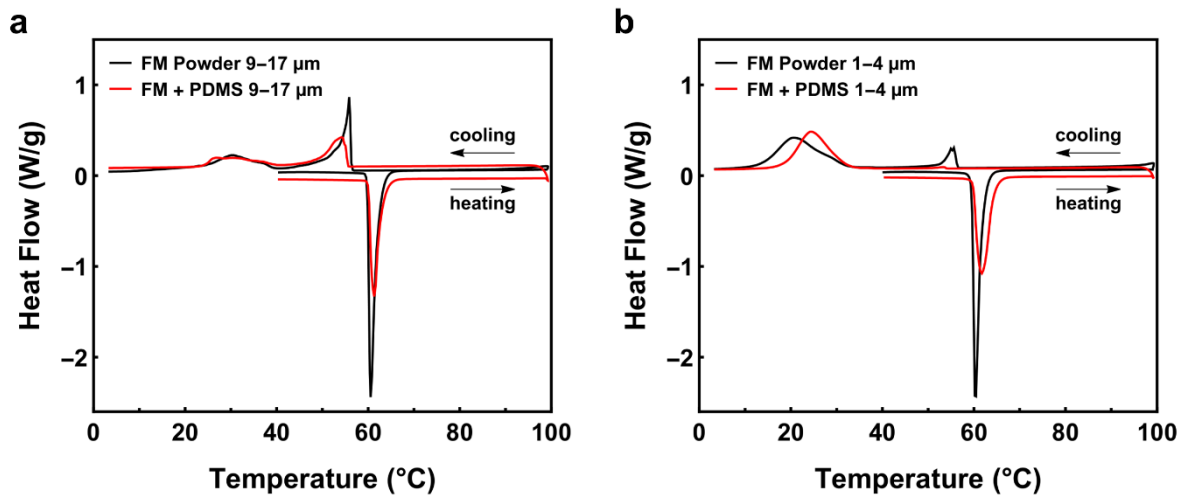 a
FM Powder 9–17 μm
FM + PDMS 9–17 μm
cooling
heating
Heat Flow (W/g)
1
0
−1
−2
0 20 40 60 80 100
Temperature (°C)
b
FM Powder 1–4 μm
FM + PDMS 1–4 μm
cooling
heating
Heat Flow (W/g)
1
0
−1
−2
0 20 40 60 80 100
Temperature (°C)